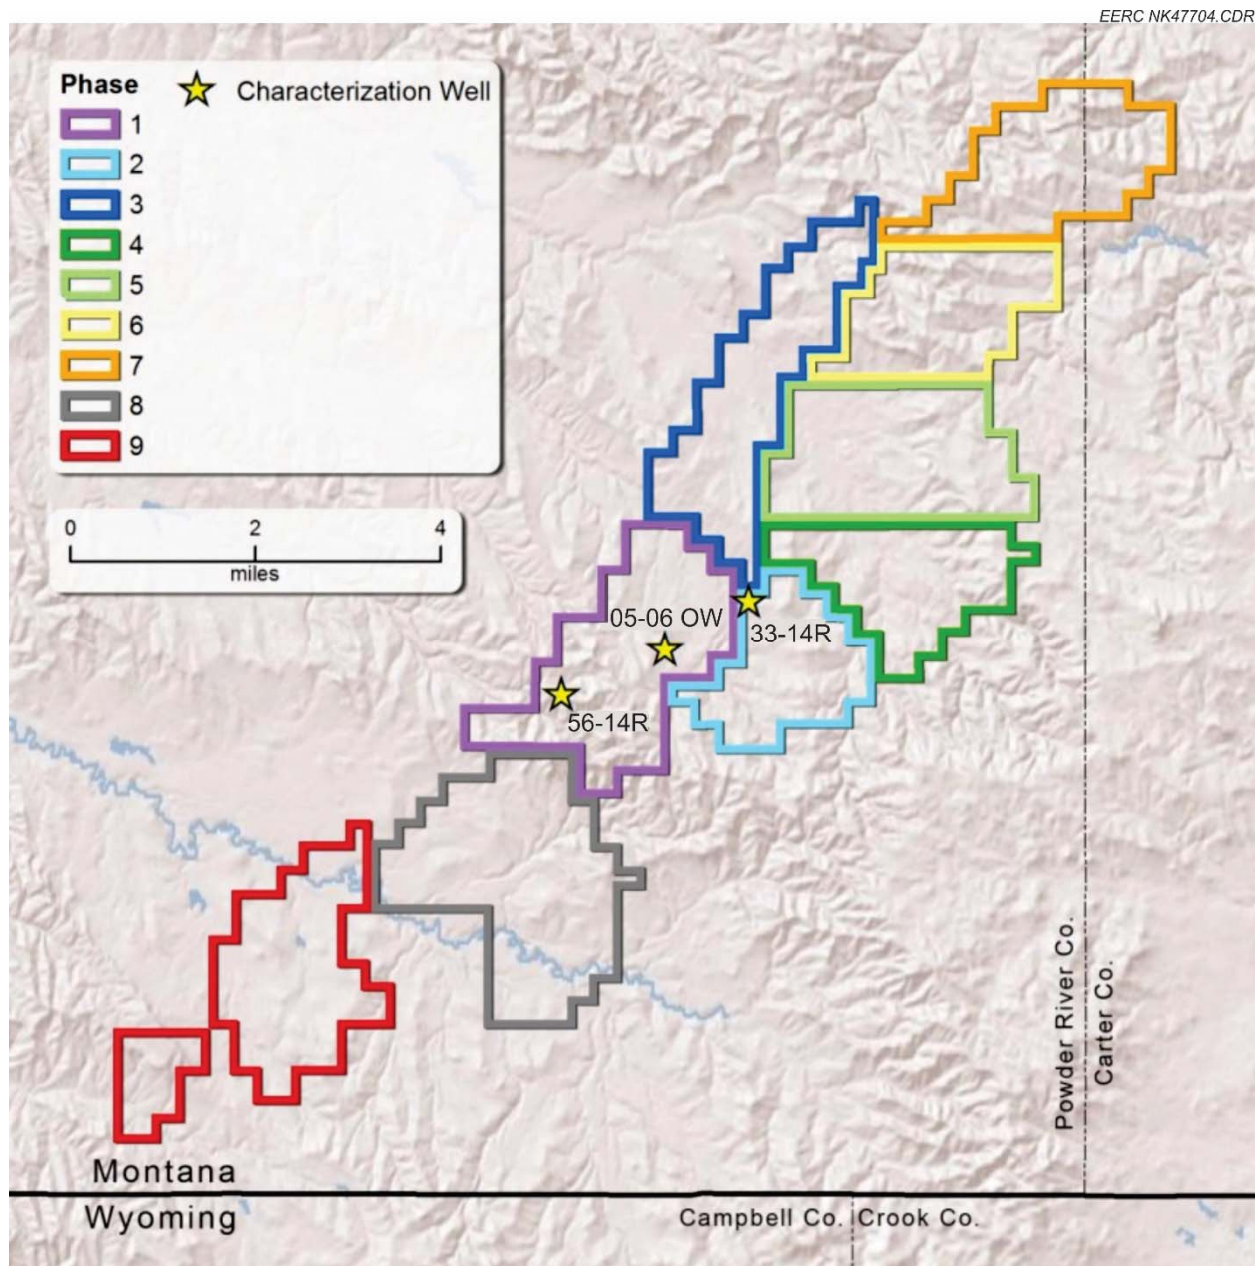 EERC NK47704.CDR
Phase
Characterization Well
1
2
3
4
5
6
7
8
9
0 2 4
miles
05-06 OW
33-14R
56-14R
Powder River Co.
Carter Co.
Montana
Wyoming
Campbell Co.
Crook Co.